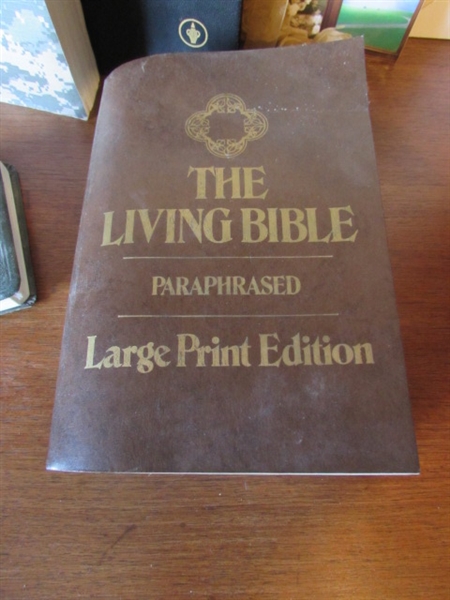 THE
LIVING BIBLE
PARAPHRASED
Large Print Edition